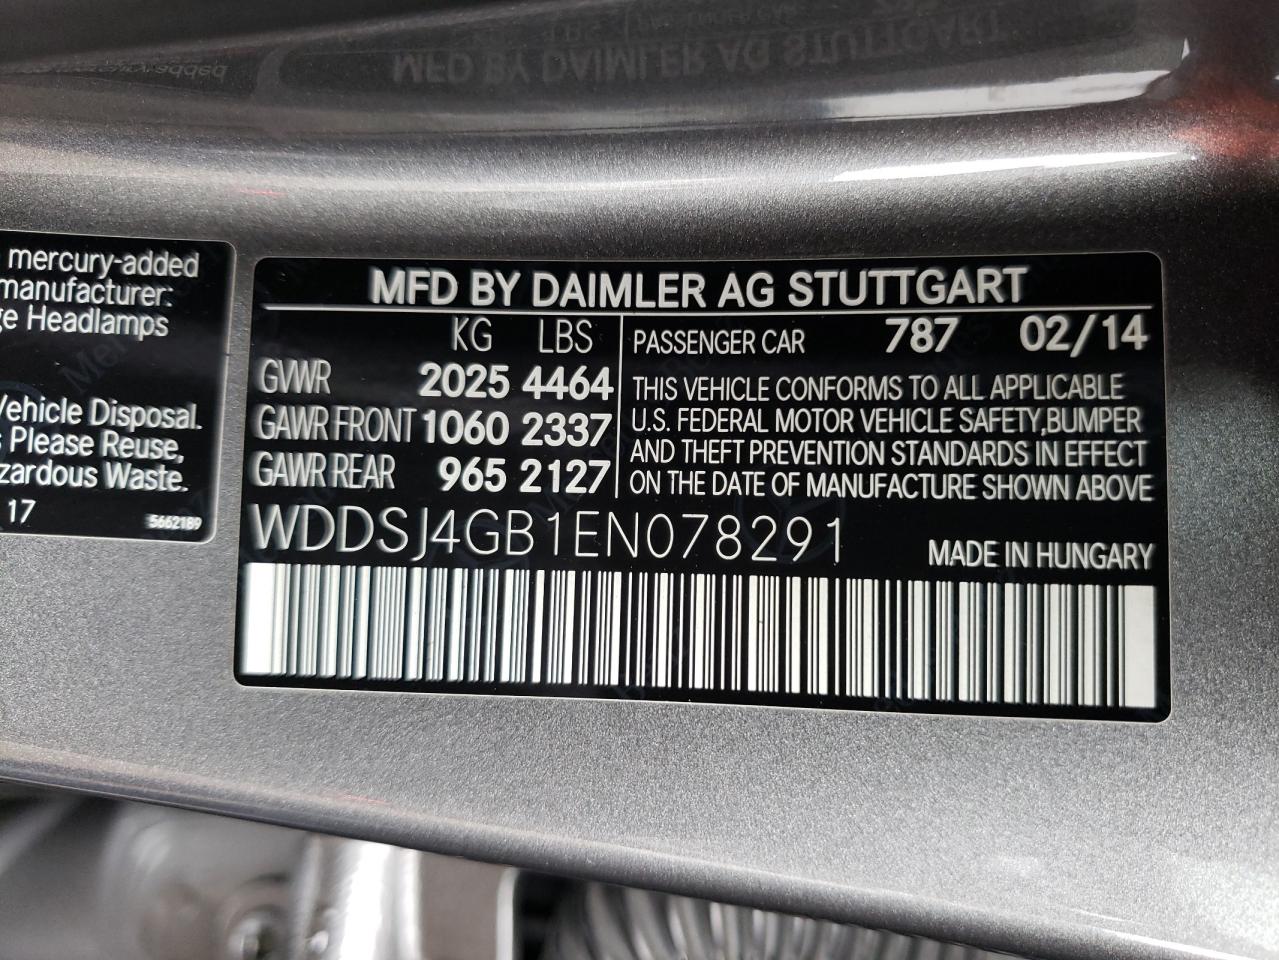 mercury-added
manufacturer:
Headlamps
Vehicle Disposal.
Please Reuse,
Hazardous Waste.
17
5662189
MFD BY DAIMLER AG STUTTGART
KG LBS
GVWR 2025 4464
GAWR FRONT 1060 2337
GAWR REAR 965 2127
PASSENGER CAR 787 02/14
THIS VEHICLE CONFORMS TO ALL APPLICABLE
U.S. FEDERAL MOTOR VEHICLE SAFETY,BUMPER
AND THEFT PREVENTION STANDARDS IN EFFECT
ON THE DATE OF MANUFACTURE SHOWN ABOVE
WDDSJ4GB1EN078291
MADE IN HUNGARY